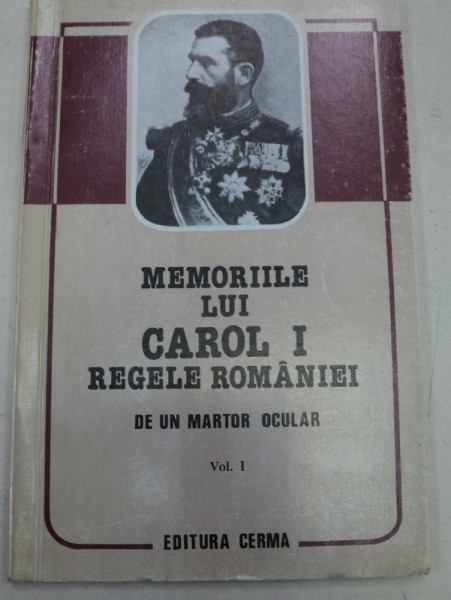 MEMORIILE
LUI
CAROL I
REGELE ROMÂNIEI
DE UN MARTOR OCULAR
Vol. I
EDITURA CERMA